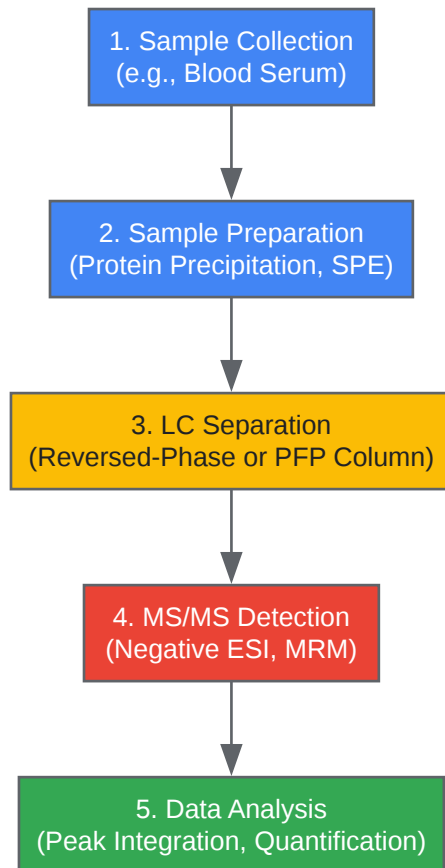 1. Sample Collection
(e.g., Blood Serum)
2. Sample Preparation
(Protein Precipitation, SPE)
3. LC Separation
(Reversed-Phase or PFP Column)
4. MS/MS Detection
(Negative ESI, MRM)
5. Data Analysis
(Peak Integration, Quantification)